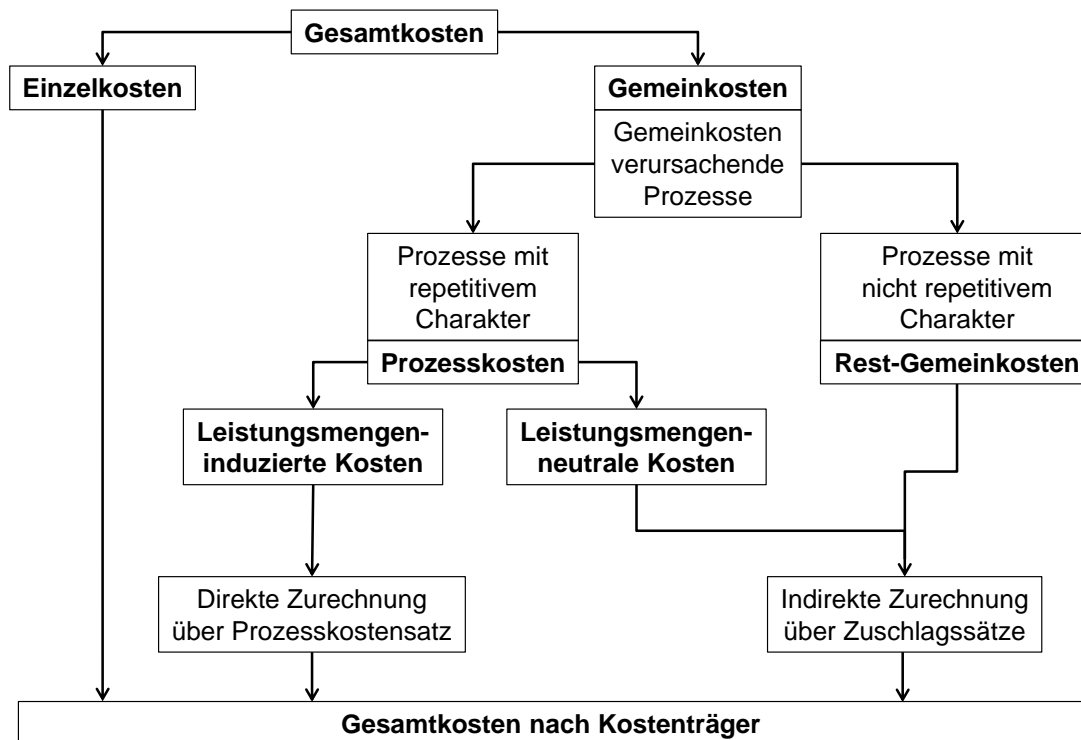 Gesamtkosten
Einzelkosten
Gemeinkosten
Gemeinkosten
verursachende
Prozesse
Prozesse mit
repetitivem
Charakter
Prozesskosten
Prozesse mit
nicht repetitivem
Charakter
Rest-Gemeinkosten
Leistungsmengen-
induzierte Kosten
Leistungsmengen-
neutrale Kosten
Direkte Zurechnung
über Prozesskostensatz
Indirekte Zurechnung
über Zuschlagssätze
Gesamtkosten nach Kostenträger